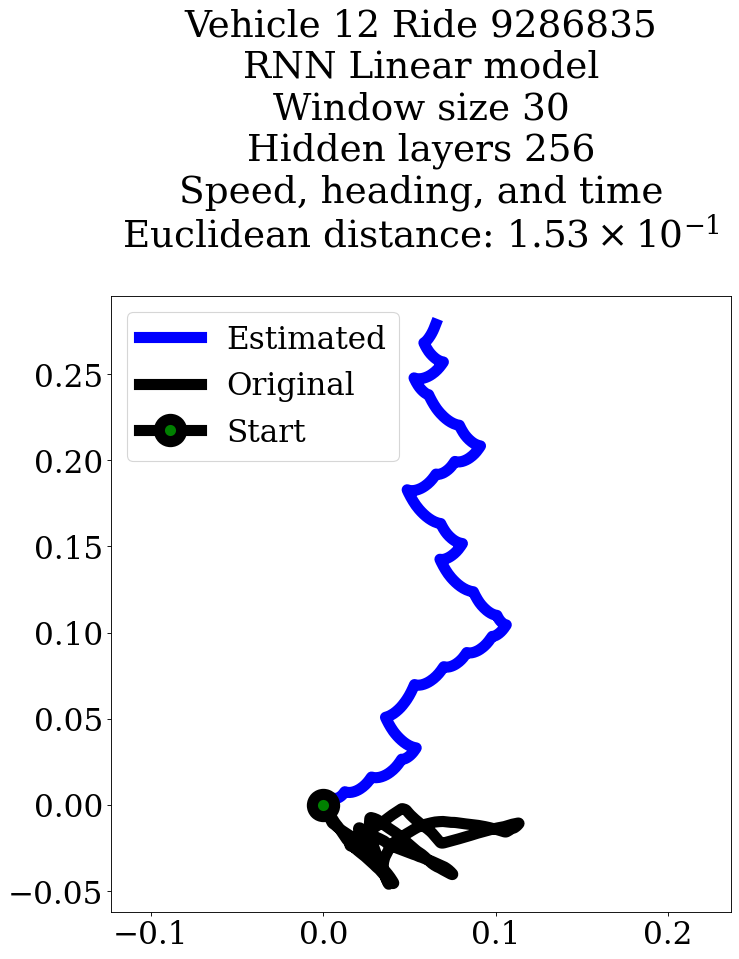 Vehicle 12 Ride 9286835
RNN Linear model
Window size 30
Hidden layers 256
Speed, heading, and time
Euclidean distance: 1.53 × 10⁻¹
Estimated
Original
Start
0.25
0.20
0.15
0.10
0.05
0.00
−0.05
−0.1
0.0
0.1
0.2